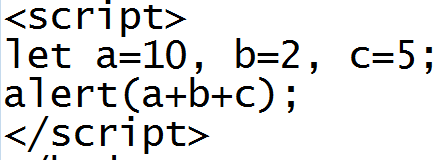 <script>
let a=10, b=2, c=5;
alert(a+b+c);
</script>